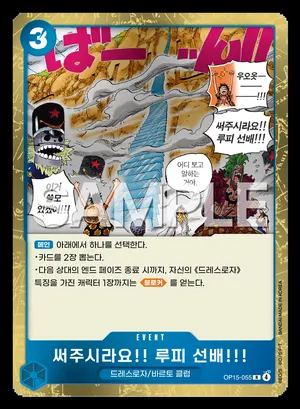 3
ば
우오옷—
—!!!
써주시라요!!
루피 선배!!
어디 보고
말하는
거야.
이거
쓸모
있겠어!!!
SAMPLE
메인 아래에서 하나를 선택한다.
•카드를 2장 뽑는다.
•다음 상대의 엔드 페이즈 종료 시까지, 자신의 《드레스로자》
특징을 가진 캐릭터 1장까지는 블로커 를 얻는다.
EVENT
써주시라요!! 루피 선배!!!
드레스로자/바르토 클럽
OP15-055 R